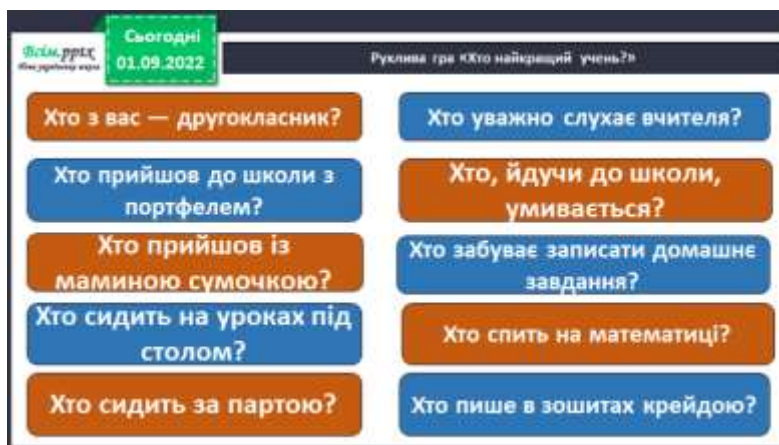 Сьогодні
01.09.2022
Всім.pptx
Рухлива гра «Хто найкращий учень?»
Хто з вас — другокласник?
Хто прийшов до школи з
портфелем?
Хто прийшов із
маминою сумочкою?
Хто сидить на уроках під
столом?
Хто сидить за партою?
Хто уважно слухає вчителя?
Хто, йдучи до школи,
умивається?
Хто забуває записати домашнє
завдання?
Хто спить на математиці?
Хто пише в зошитах крейдою?